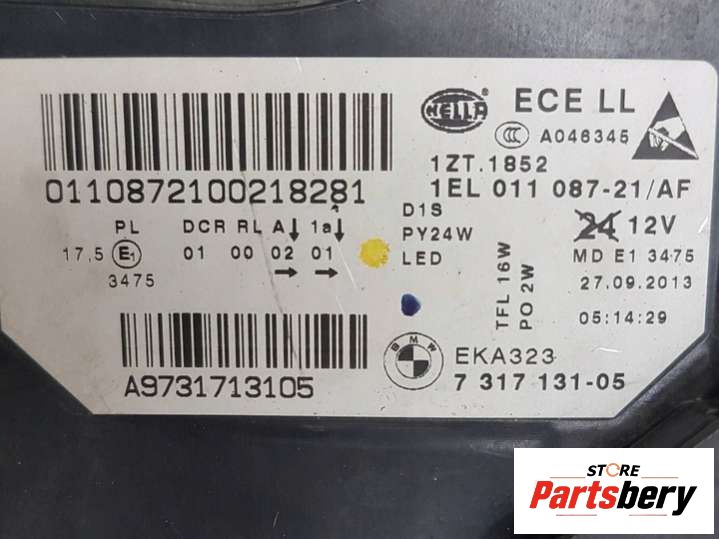 HELLA ECE LL
CCC A046345
1ZT.1852
0110872100218281
1EL 011 087-21/AF
PL DCR RL A↓ 1a↓
D1S
24 12V
17,5 E1 01 00 02 01
PY24W
MD E1 3475
3475
LED
TFL 16W
PO 2W
27.09.2013
05:14:29
BMW
EKA323
A9731713105
7 317 131-05
STORE
Partsbery